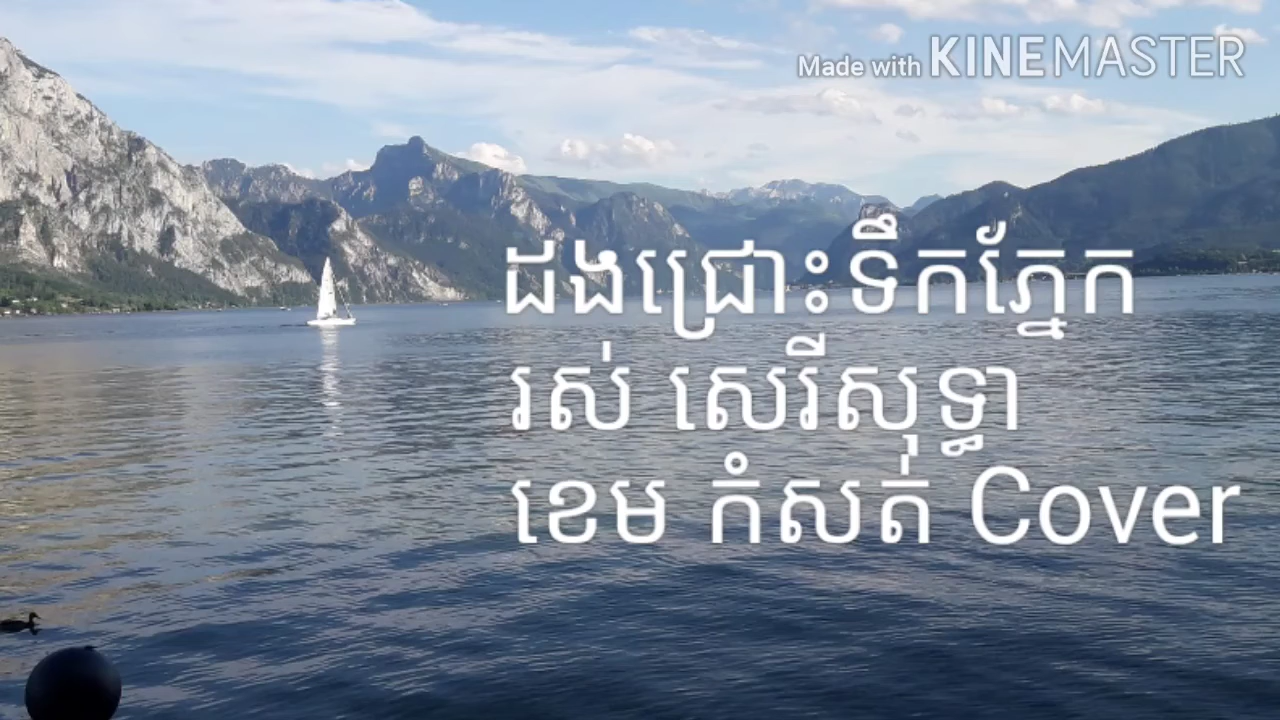 Made with KINEMASTER
ដងជ្រោះទឹកភ្នែក
រស់ សេរីសុទ្ធា
ខេម កំសត់ Cover